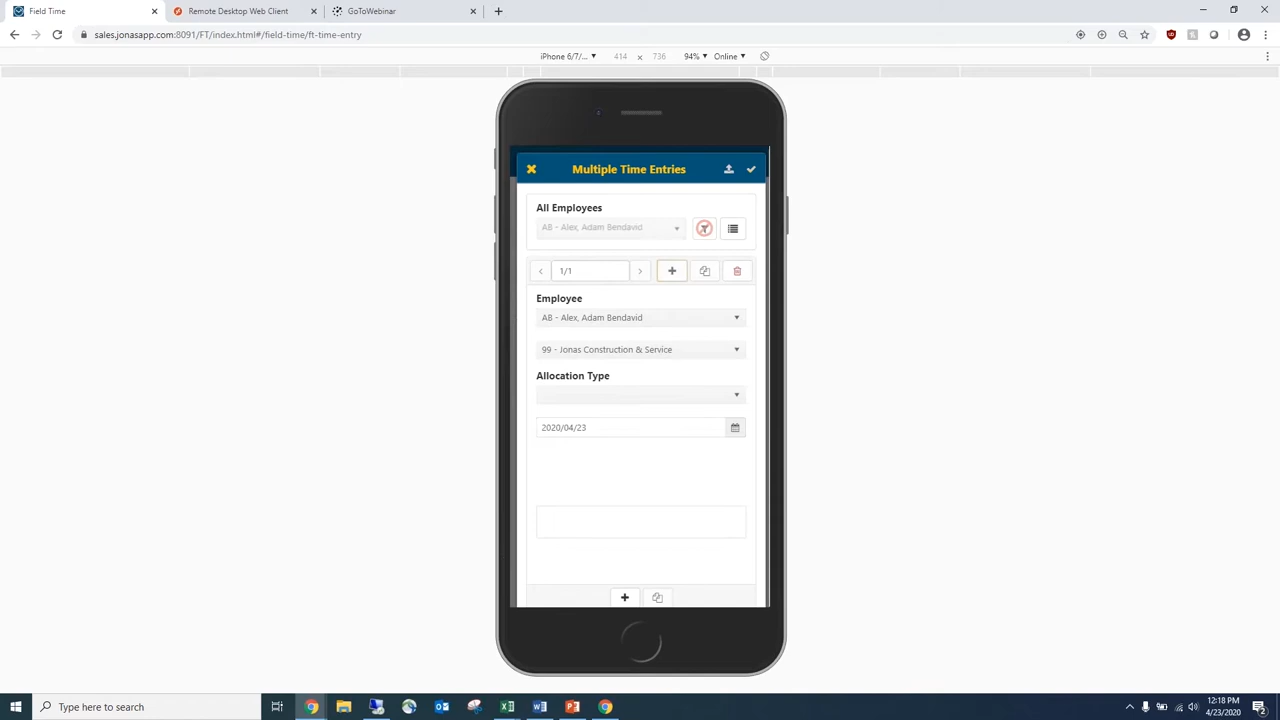 Field Time
Remote Desktop Web Client
GoToWebinar
sales.jonasapp.com:8091/FT/index.html#/field-time/ft-time-entry
iPhone 6/7/... 414 × 736 94% Online
Multiple Time Entries
All Employees
AB - Alex, Adam Bendavid
1/1
Employee
AB - Alex, Adam Bendavid
99 - Jonas Construction & Service
Allocation Type
2020/04/23
Type here to search
12:18 PM
4/23/2020
2